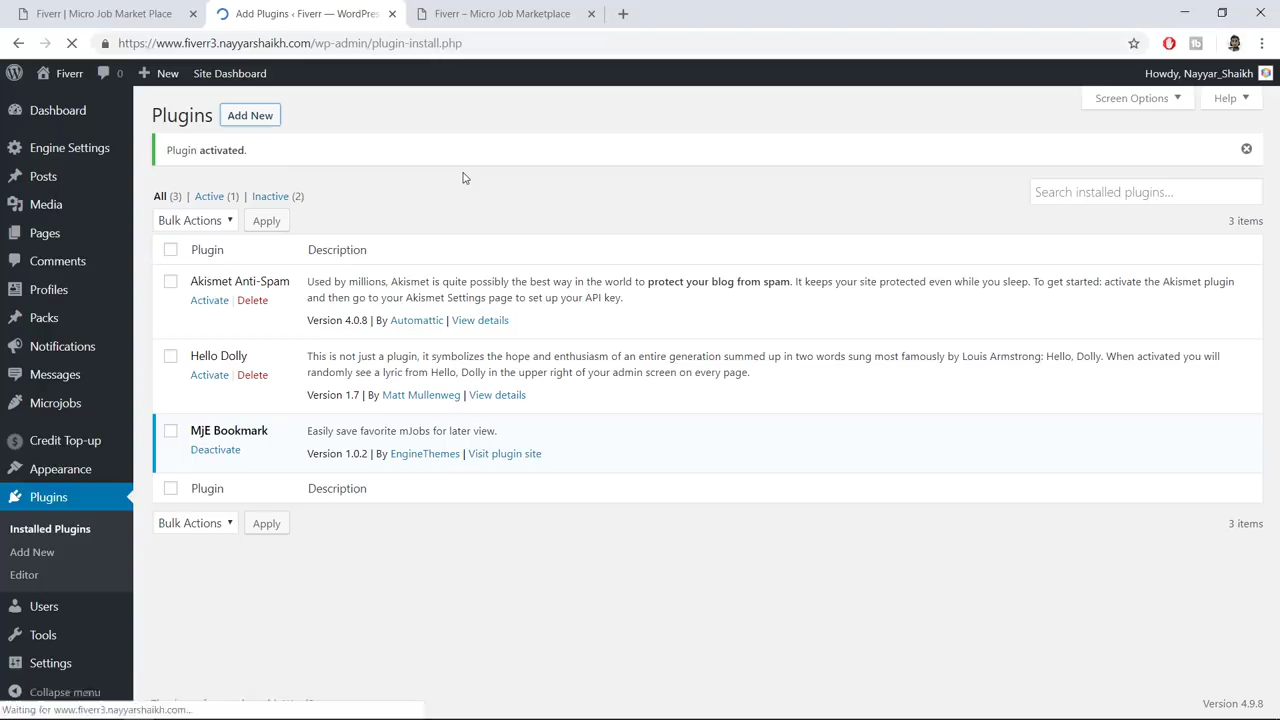 Fiverr | Micro Job Market Place
Add Plugins ‹ Fiverr — WordPres
Fiverr – Micro Job Marketplace
https://www.fiverr3.nayyarshaikh.com/wp-admin/plugin-install.php
Fiverr 0 New Site Dashboard Howdy, Nayyar_Shaikh
Screen Options Help
Dashboard
Engine Settings
Posts
Media
Pages
Comments
Profiles
Packs
Notifications
Messages
Microjobs
Credit Top-up
Appearance
Plugins
Installed Plugins
Add New
Editor
Users
Tools
Settings
Collapse menu
Plugins Add New
Plugin activated.
All (3) | Active (1) | Inactive (2)
Search installed plugins...
Bulk Actions Apply
3 items
Plugin Description
Akismet Anti-Spam
Activate | Delete
Used by millions, Akismet is quite possibly the best way in the world to protect your blog from spam. It keeps your site protected even while you sleep. To get started: activate the Akismet plugin
and then go to your Akismet Settings page to set up your API key.
Version 4.0.8 | By Automattic | View details
Hello Dolly
Activate | Delete
This is not just a plugin, it symbolizes the hope and enthusiasm of an entire generation summed up in two words sung most famously by Louis Armstrong: Hello, Dolly. When activated you will
randomly see a lyric from Hello, Dolly in the upper right of your admin screen on every page.
Version 1.7 | By Matt Mullenweg | View details
MjE Bookmark
Deactivate
Easily save favorite mJobs for later view.
Version 1.0.2 | By EngineThemes | Visit plugin site
Plugin Description
Bulk Actions Apply
3 items
Waiting for www.fiverr3.nayyarshaikh.com...
Version 4.9.8